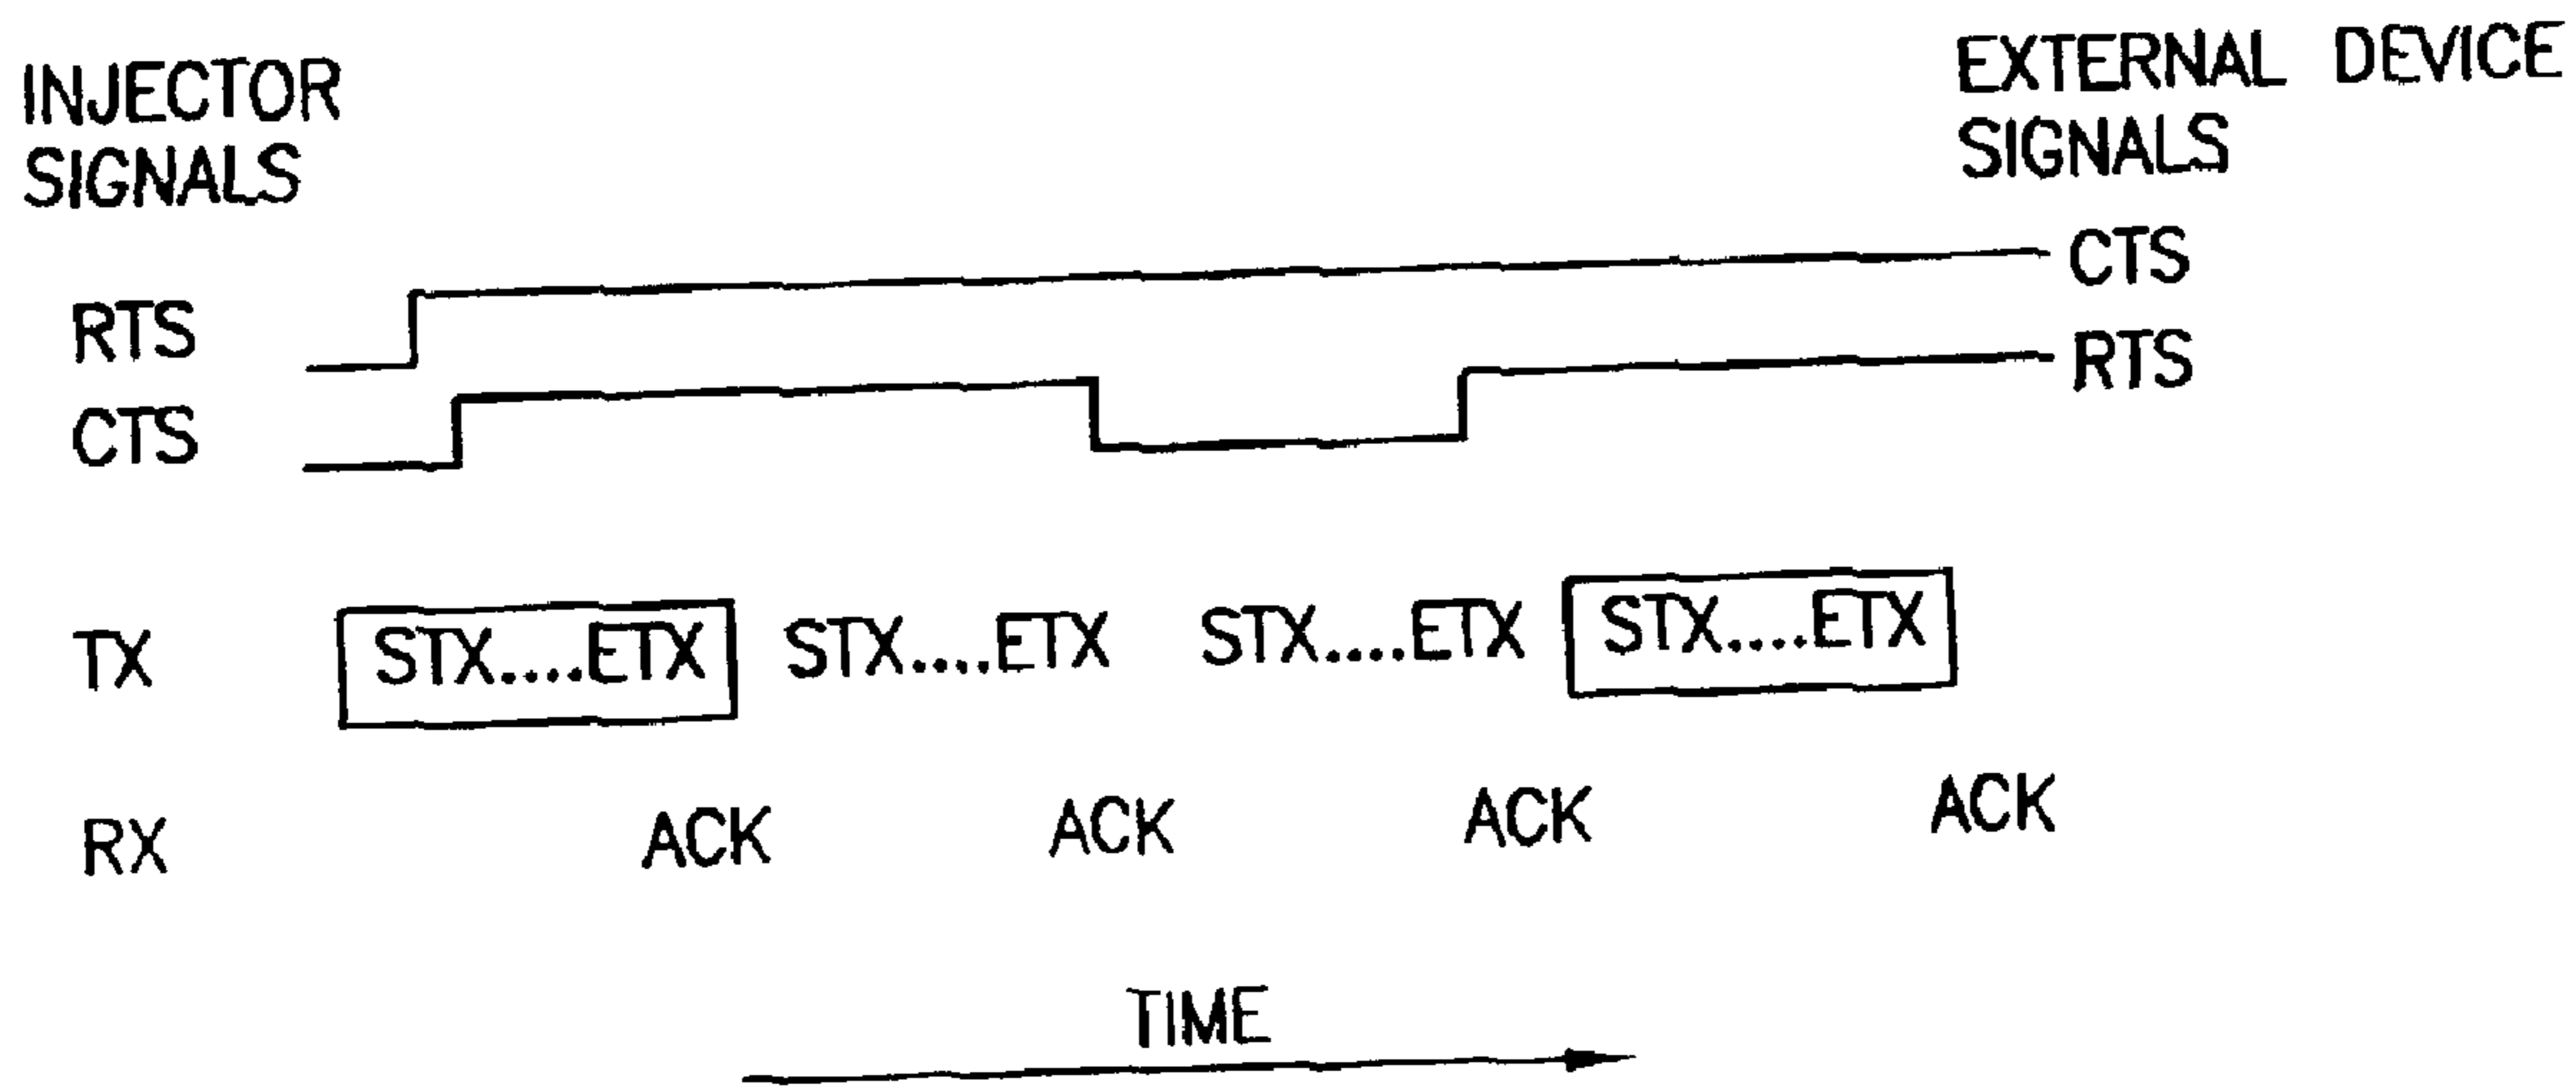 INJECTOR
SIGNALS
EXTERNAL DEVICE
SIGNALS
RTS
CTS
CTS
RTS
TX
STX....ETX
STX....ETX
STX....ETX
STX....ETX
RX
ACK
ACK
ACK
ACK
TIME